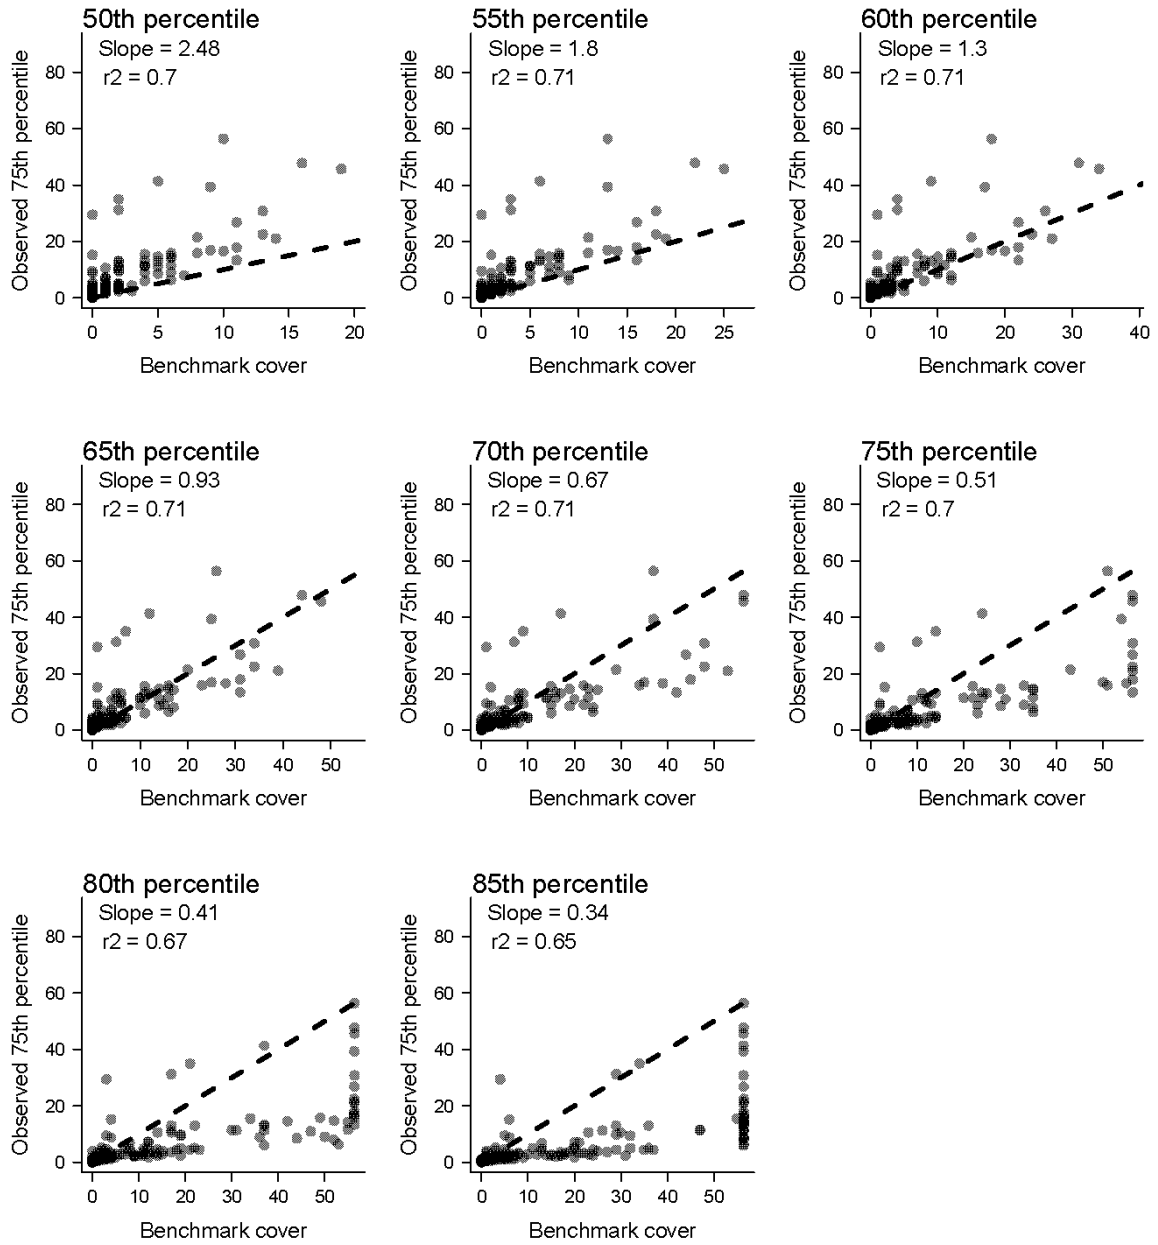 50th percentile
Slope = 2.48
r2 = 0.7
Observed 75th percentile
80
60
40
20
0
0 5 10 15 20
Benchmark cover
55th percentile
Slope = 1.8
r2 = 0.71
Observed 75th percentile
80
60
40
20
0
0 5 10 15 20 25
Benchmark cover
60th percentile
Slope = 1.3
r2 = 0.71
Observed 75th percentile
80
60
40
20
0
0 10 20 30 40
Benchmark cover
65th percentile
Slope = 0.93
r2 = 0.71
Observed 75th percentile
80
60
40
20
0
0 10 20 30 40 50
Benchmark cover
70th percentile
Slope = 0.67
r2 = 0.71
Observed 75th percentile
80
60
40
20
0
0 10 20 30 40 50
Benchmark cover
75th percentile
Slope = 0.51
r2 = 0.7
Observed 75th percentile
80
60
40
20
0
0 10 20 30 40 50
Benchmark cover
80th percentile
Slope = 0.41
r2 = 0.67
Observed 75th percentile
80
60
40
20
0
0 10 20 30 40 50
Benchmark cover
85th percentile
Slope = 0.34
r2 = 0.65
Observed 75th percentile
80
60
40
20
0
0 10 20 30 40 50
Benchmark cover